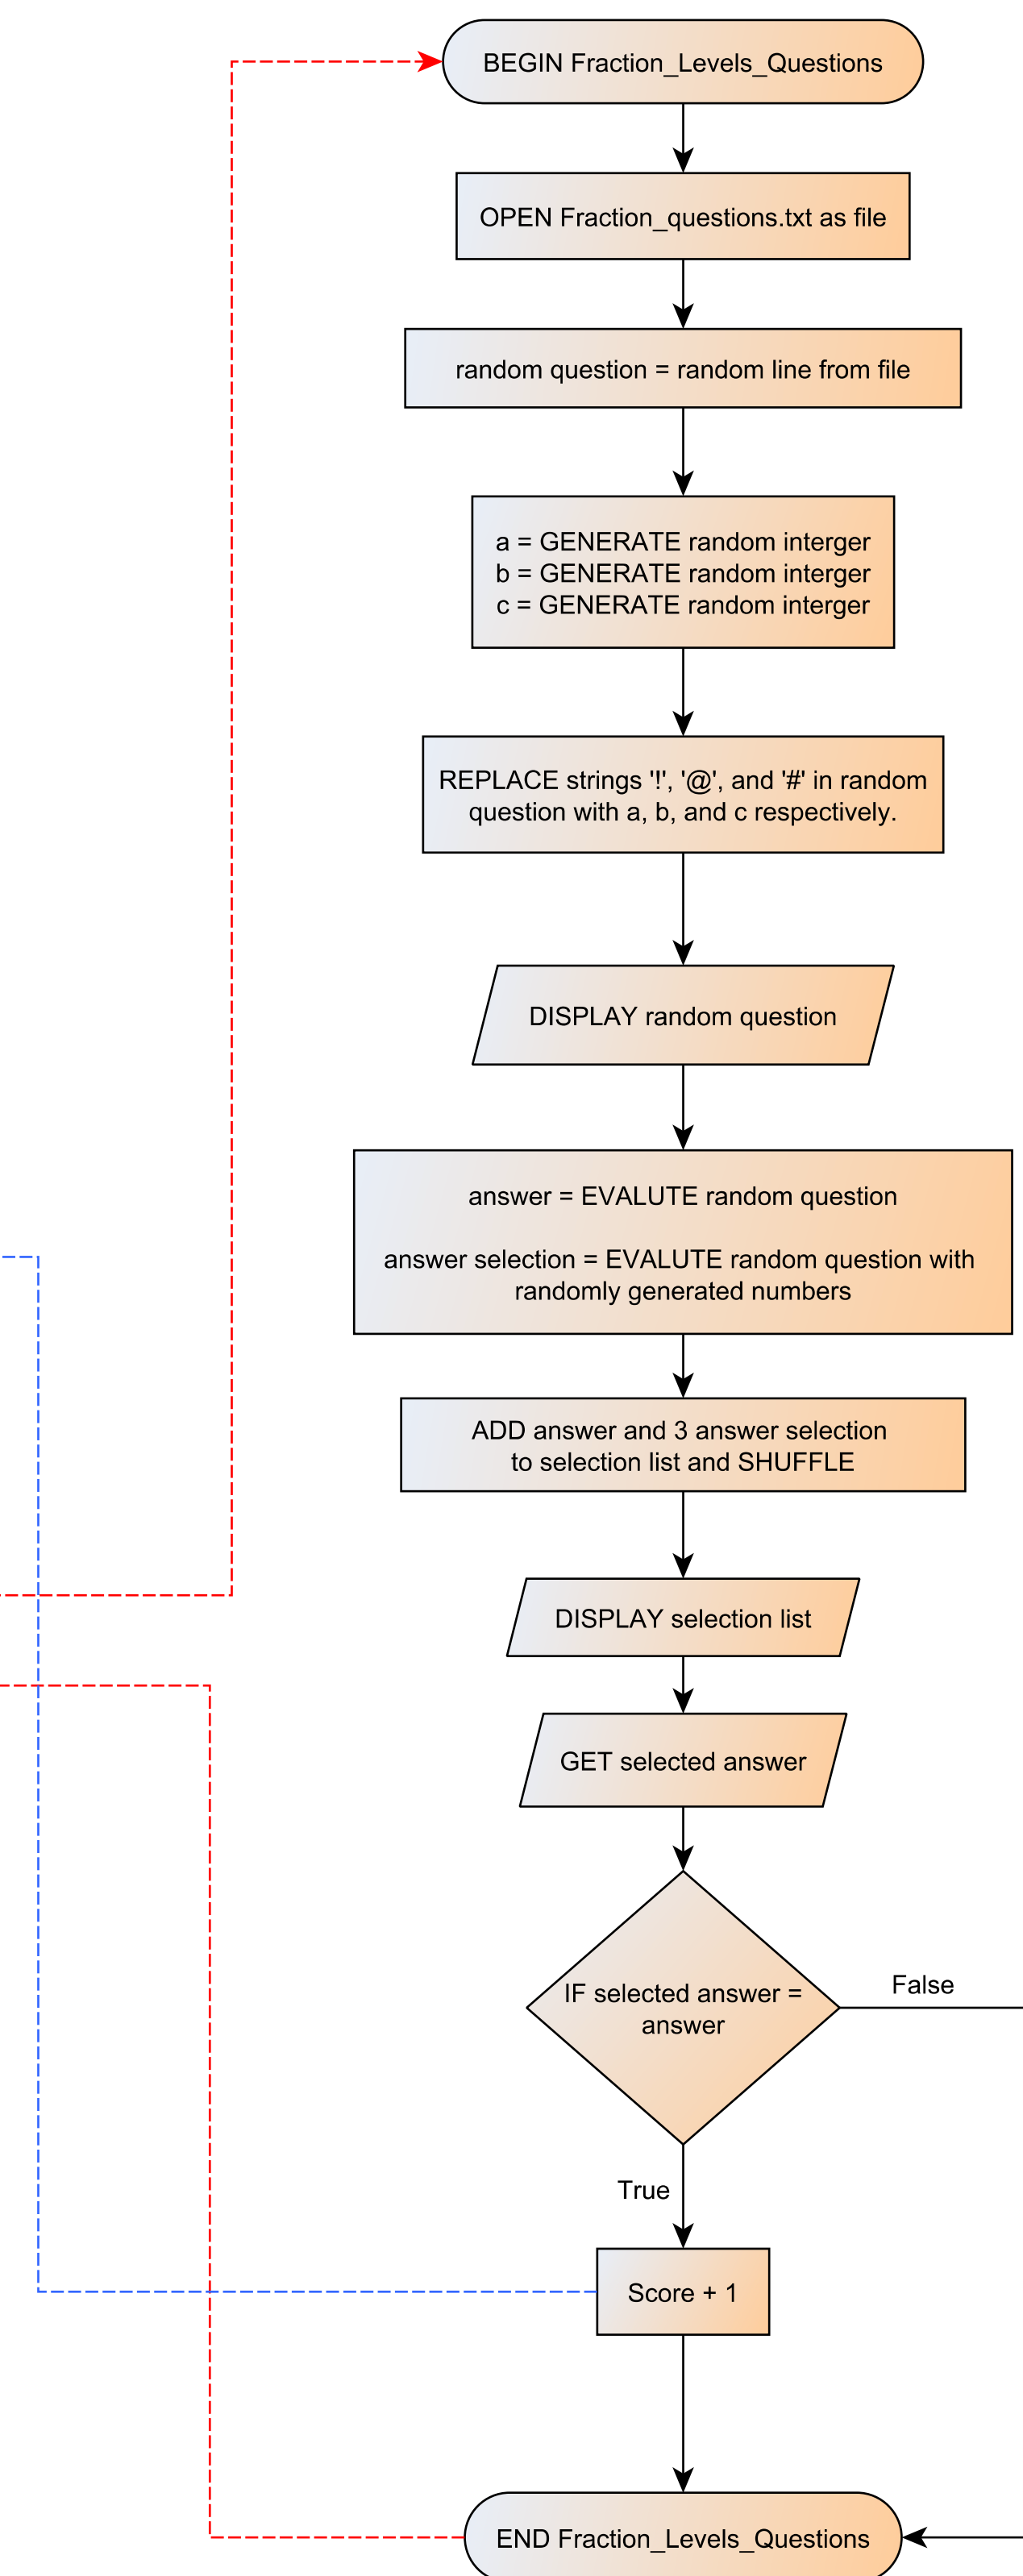 BEGIN Fraction_Levels_Questions
OPEN Fraction_questions.txt as file
random question = random line from file
a = GENERATE random interger
b = GENERATE random interger
c = GENERATE random interger
REPLACE strings '!', '@', and '#' in random
question with a, b, and c respectively.
DISPLAY random question
answer = EVALUTE random question
answer selection = EVALUTE random question with
randomly generated numbers
ADD answer and 3 answer selection
to selection list and SHUFFLE
DISPLAY selection list
GET selected answer
IF selected answer =
answer
False
True
Score + 1
END Fraction_Levels_Questions